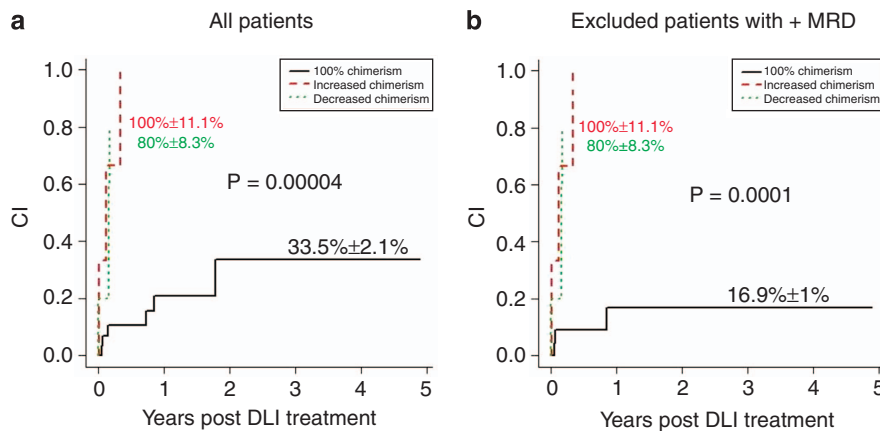 a
All patients
1.0
0.8
0.6
0.4
0.2
0.0
CI
100% chimerism
Increased chimerism
Decreased chimerism
100%±11.1%
80%±8.3%
P = 0.00004
33.5%±2.1%
0 1 2 3 4 5
Years post DLI treatment
b
Excluded patients with + MRD
1.0
0.8
0.6
0.4
0.2
0.0
CI
100% chimerism
Increased chimerism
Decreased chimerism
100%±11.1%
80%±8.3%
P = 0.0001
16.9%±1%
0 1 2 3 4 5
Years post DLI treatment